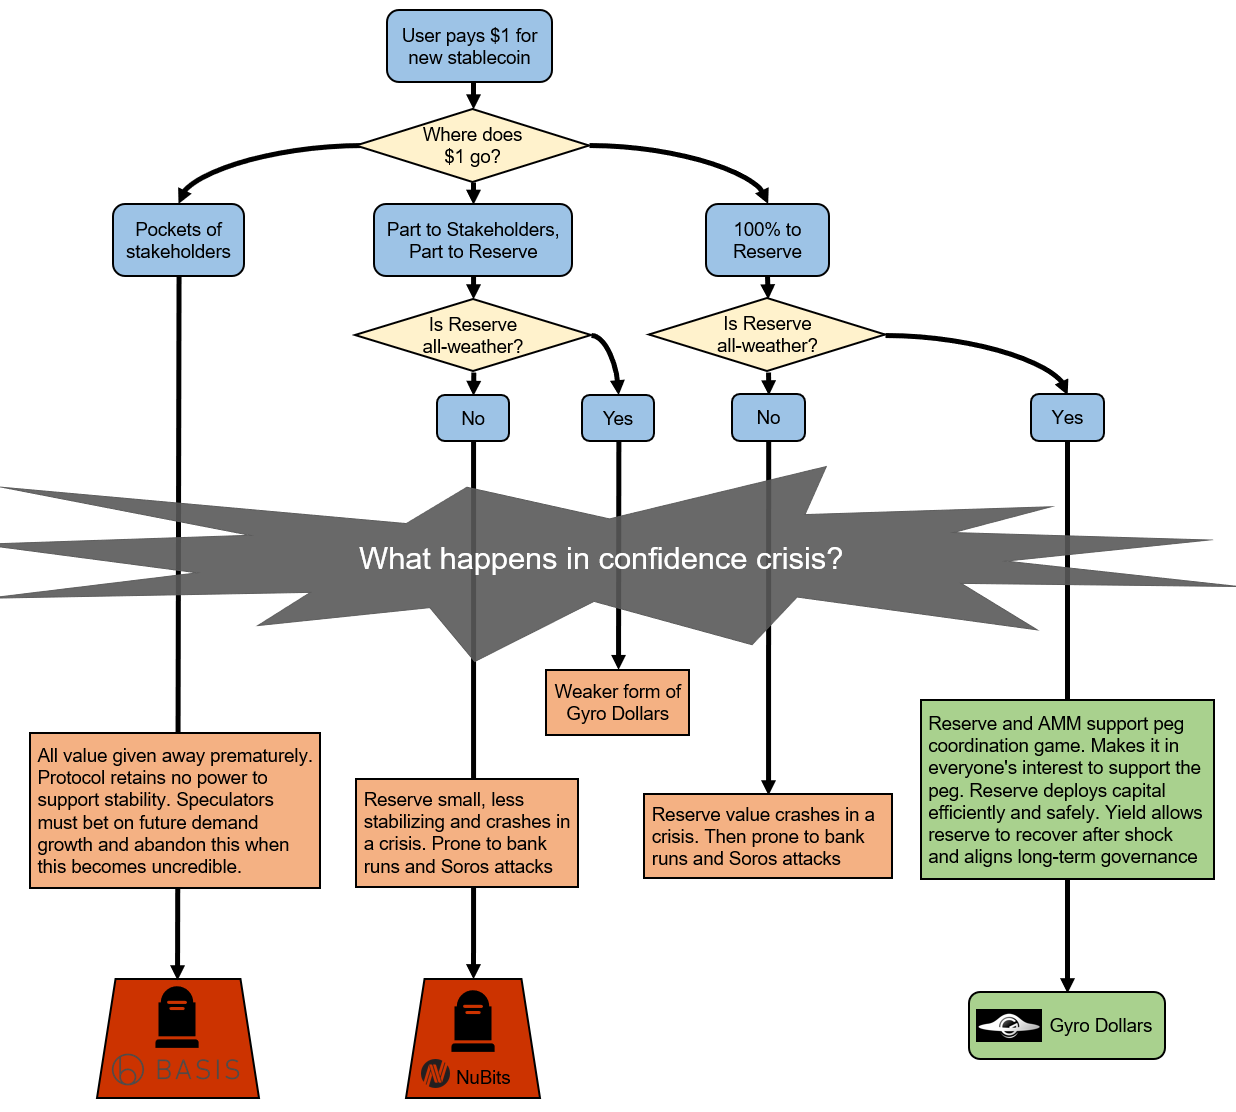 User pays $1 for
new stablecoin
Where does
$1 go?
Pockets of
stakeholders
Part to Stakeholders,
Part to Reserve
100% to
Reserve
Is Reserve
all-weather?
Is Reserve
all-weather?
No
Yes
No
Yes
What happens in confidence crisis?
Weaker form of
Gyro Dollars
All value given away prematurely.
Protocol retains no power to
support stability. Speculators
must bet on future demand
growth and abandon this when
this becomes uncredible.
Reserve small, less
stabilizing and crashes in
a crisis. Prone to bank
runs and Soros attacks
Reserve value crashes in a
crisis. Then prone to bank
runs and Soros attacks
Reserve and AMM support peg
coordination game. Makes it in
everyone's interest to support the
peg. Reserve deploys capital
efficiently and safely. Yield allows
reserve to recover after shock
and aligns long-term governance
BASIS
NuBits
Gyro Dollars